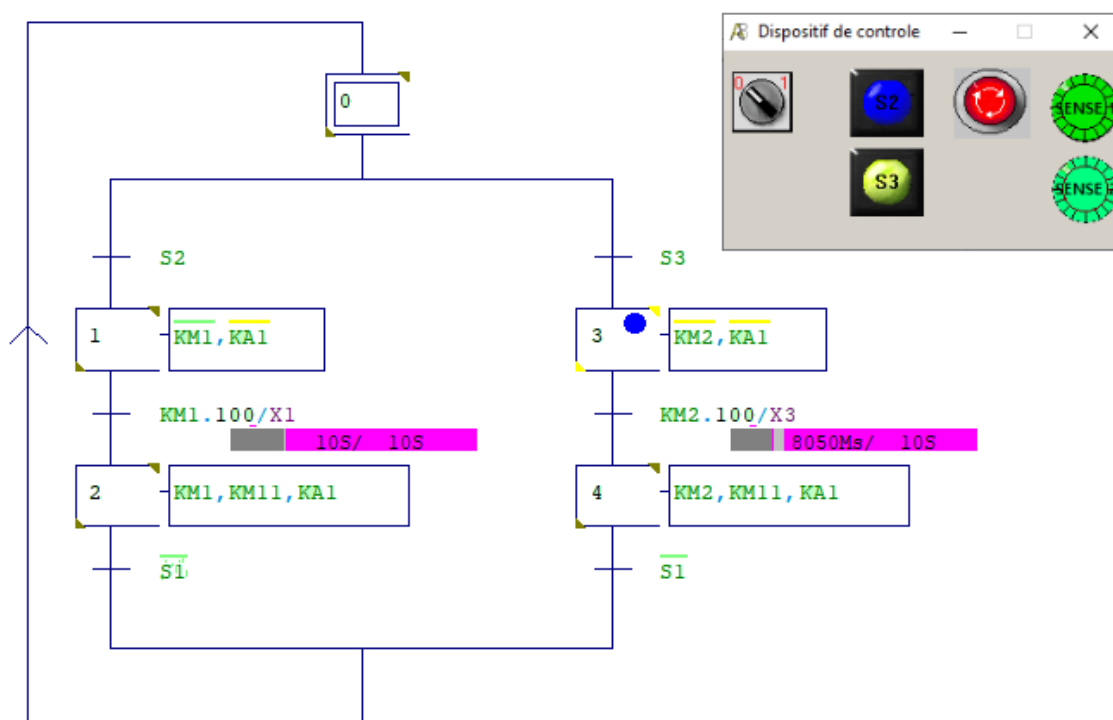 Dispositif de controle
0 1
S2
SENSE
S3
SENSE
0
S2
S3
1
KM1,KA1
3
KM2,KA1
KM1.100/X1
KM2.100/X3
10S/ 10S
8050Ms/ 10S
2
KM1,KM11,KA1
4
KM2,KM11,KA1
S1
S1